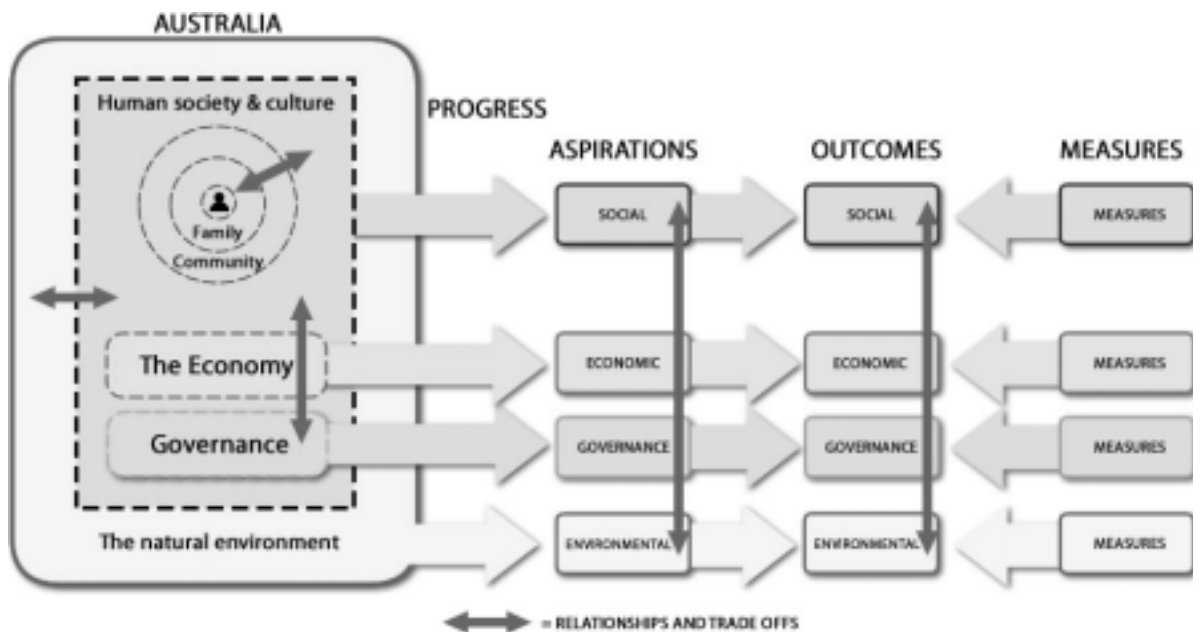 AUSTRALIA
Human society & culture
Family
Community
The Economy
Governance
The natural environment
PROGRESS
ASPIRATIONS
OUTCOMES
MEASURES
SOCIAL
SOCIAL
MEASURES
ECONOMIC
ECONOMIC
MEASURES
GOVERNANCE
GOVERNANCE
MEASURES
ENVIRONMENTAL
ENVIRONMENTAL
MEASURES
= RELATIONSHIPS AND TRADE OFFS